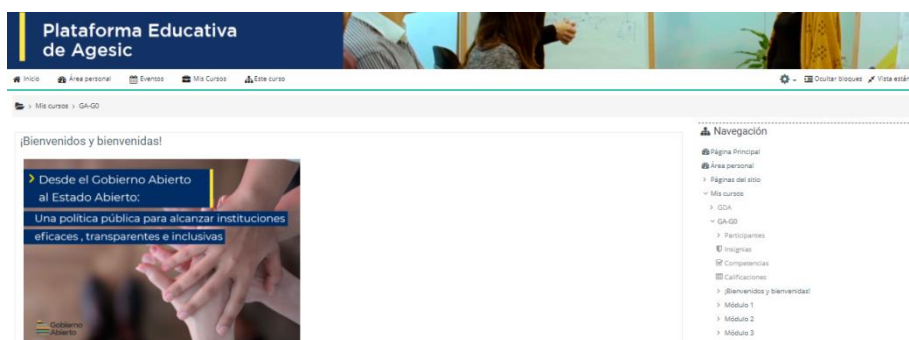 Plataforma Educativa
de Agesic
Inicio Área personal Eventos Mis Cursos Este curso
Ocultar bloques Vista están
> Mis cursos > GA-G0
¡Bienvenidos y bienvenidas!
> Desde el Gobierno Abierto
al Estado Abierto:
Una política pública para alcanzar instituciones
eficaces , transparentes e inclusivas
Gobierno
Abierto
Navegación
Página Principal
Área personal
> Páginas del sitio
Mis cursos
> GDA
GA-G0
> Participantes
Insignias
Competencias
Calificaciones
> ¡Bienvenidos y bienvenidas!
> Módulo 1
> Módulo 2
> Módulo 3